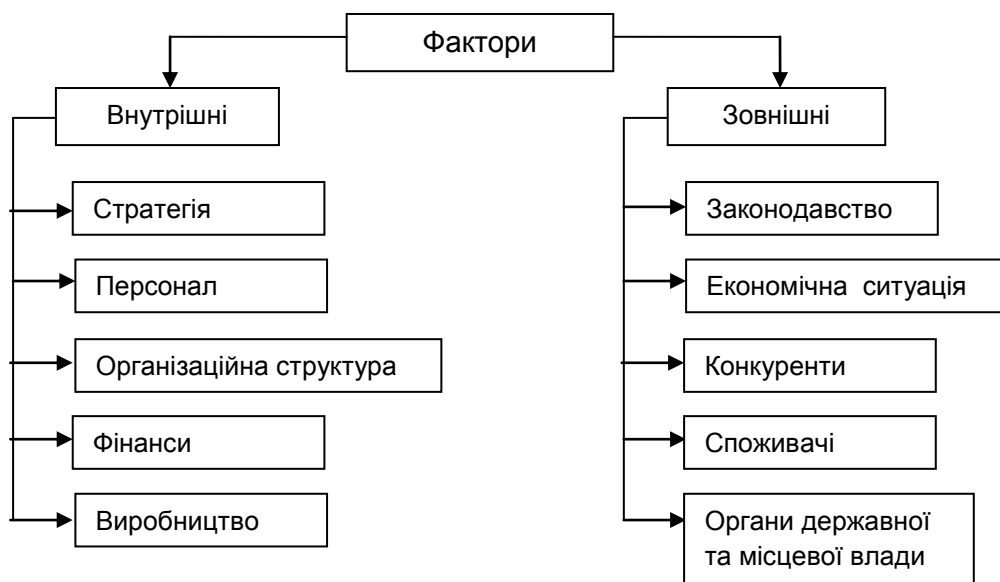 Фактори
Внутрішні
Стратегія
Персонал
Організаційна структура
Фінанси
Виробництво
Зовнішні
Законодавство
Економічна ситуація
Конкуренти
Споживачі
Органи державної
та місцевої влади